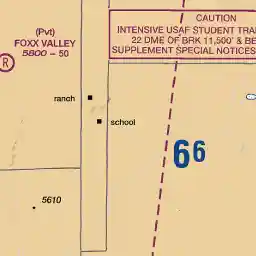 CAUTION
INTENSIVE USAF STUDENT
22 DME OF BRK 11,500' & BE
SUPPLEMENT SPECIAL NOTICES
(Pvt)
FOXX VALLEY
5800 - 50
R
ranch
school
66
5610